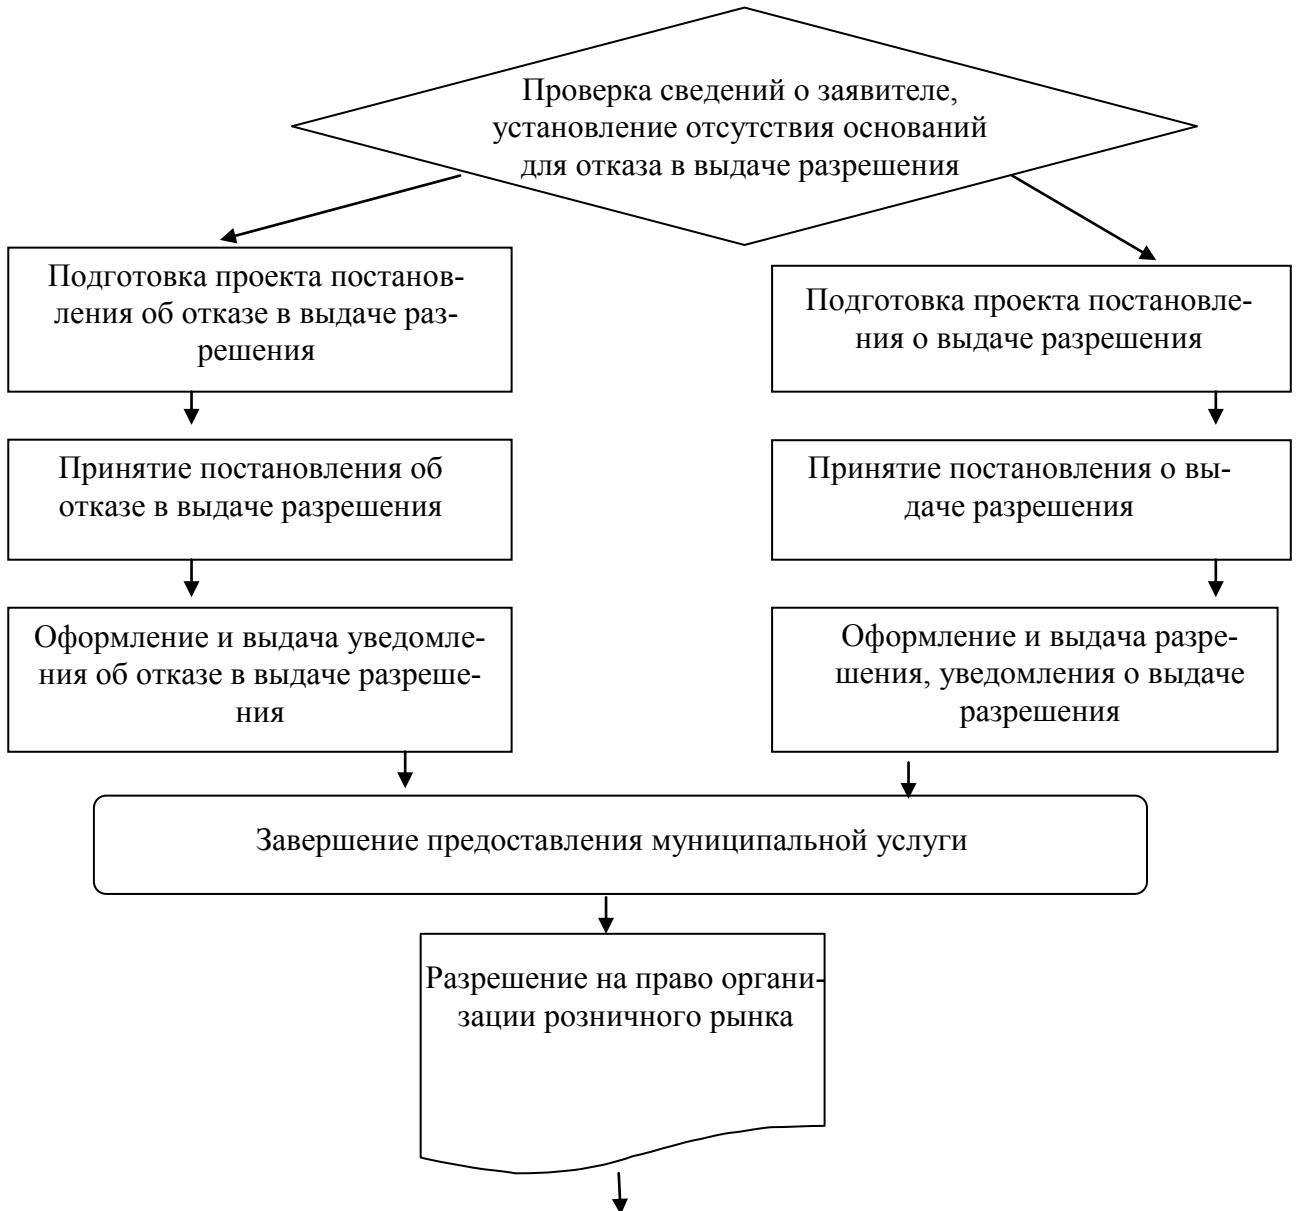 Проверка сведений о заявителе,
установление отсутствия оснований
для отказа в выдаче разрешения
Подготовка проекта постанов-
ления об отказе в выдаче раз-
решения
Подготовка проекта постановле-
ния о выдаче разрешения
Принятие постановления об
отказе в выдаче разрешения
Принятие постановления о вы-
даче разрешения
Оформление и выдача уведомле-
ния об отказе в выдаче разреше-
ния
Оформление и выдача разре-
шения, уведомления о выдаче
разрешения
Завершение предоставления муниципальной услуги
Разрешение на право органи-
зации розничного рынка